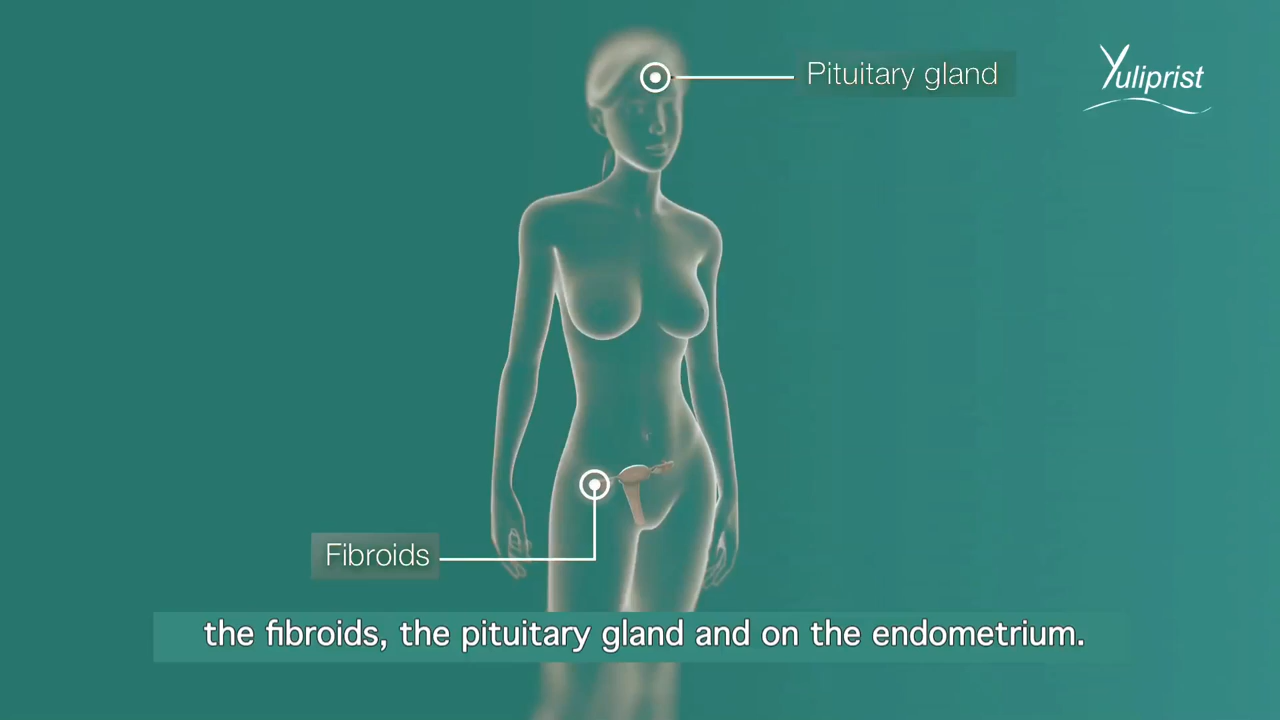 Pituitary gland
Yuliprist
Fibroids
the fibroids, the pituitary gland and on the endometrium.